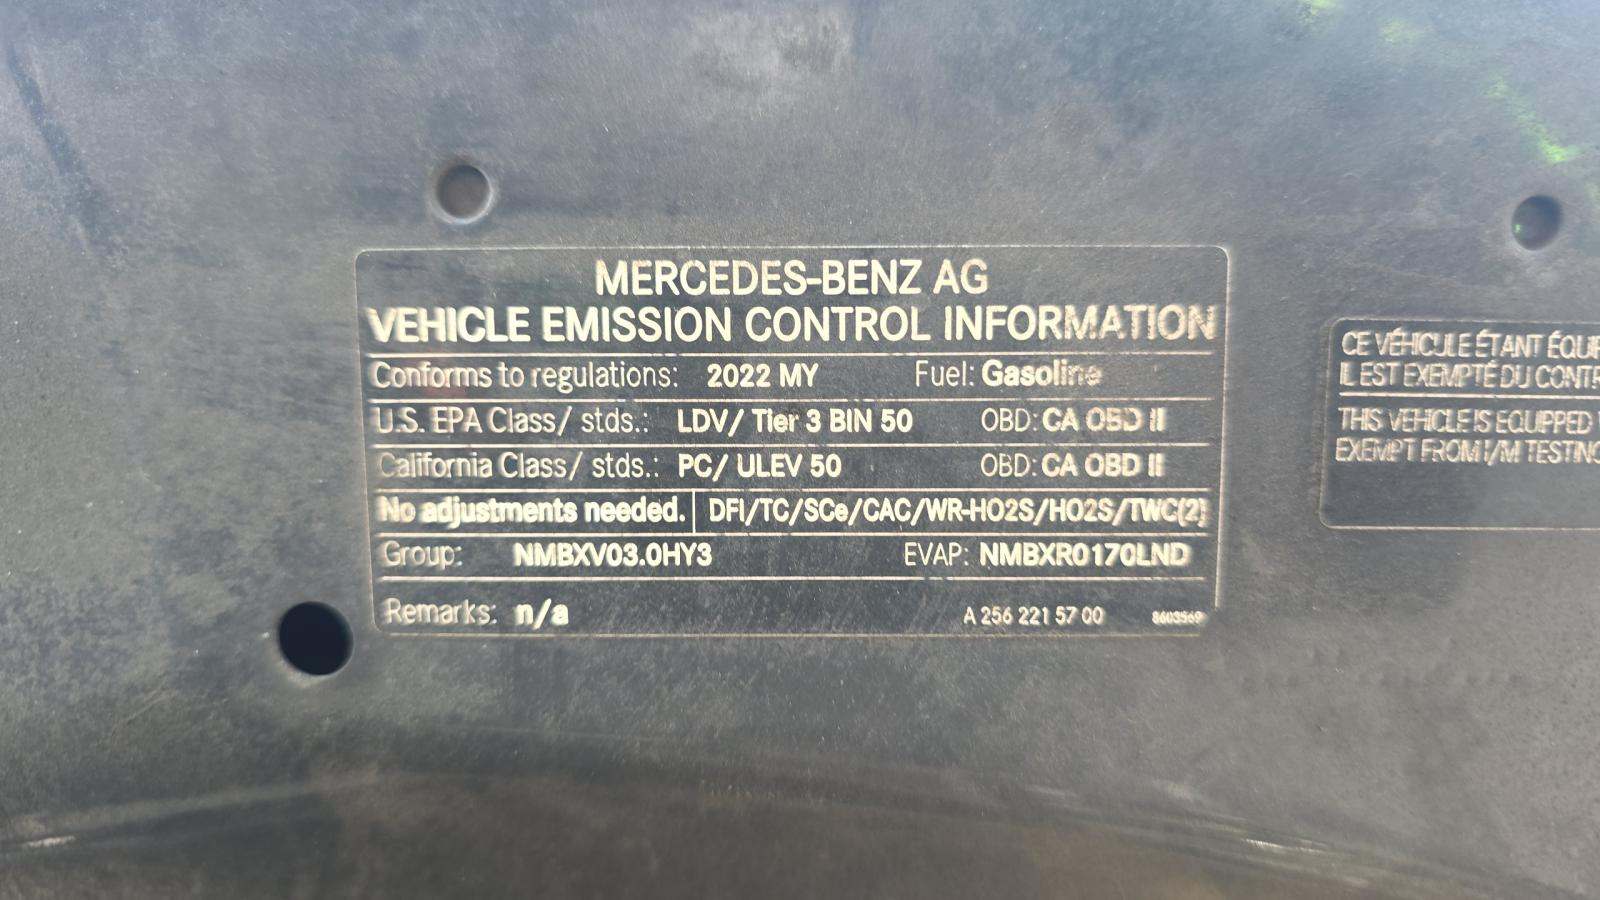 MERCEDES-BENZ AG
VEHICLE EMISSION CONTROL INFORMATION
Conforms to regulations: 2022 MY Fuel: Gasoline
U.S. EPA Class/ stds.: LDV/ Tier 3 BIN 50 OBD: CA OBD II
California Class/ stds.: PC/ ULEV 50 OBD: CA OBD II
No adjustments needed. DFI/TC/SCe/CAC/WR-HO2S/HO2S/TWC(2)
Group: NMBXV03.0HY3 EVAP: NMBXR0170LND
Remarks: n/a A 256 221 57 00 8603569
CE VÉHICULE ÉTANT ÉQUI
IL EST EXEMPTÉ DU CONTR
THIS VEHICLE IS EQUIPPED
EXEMPT FROM I/M TESTING